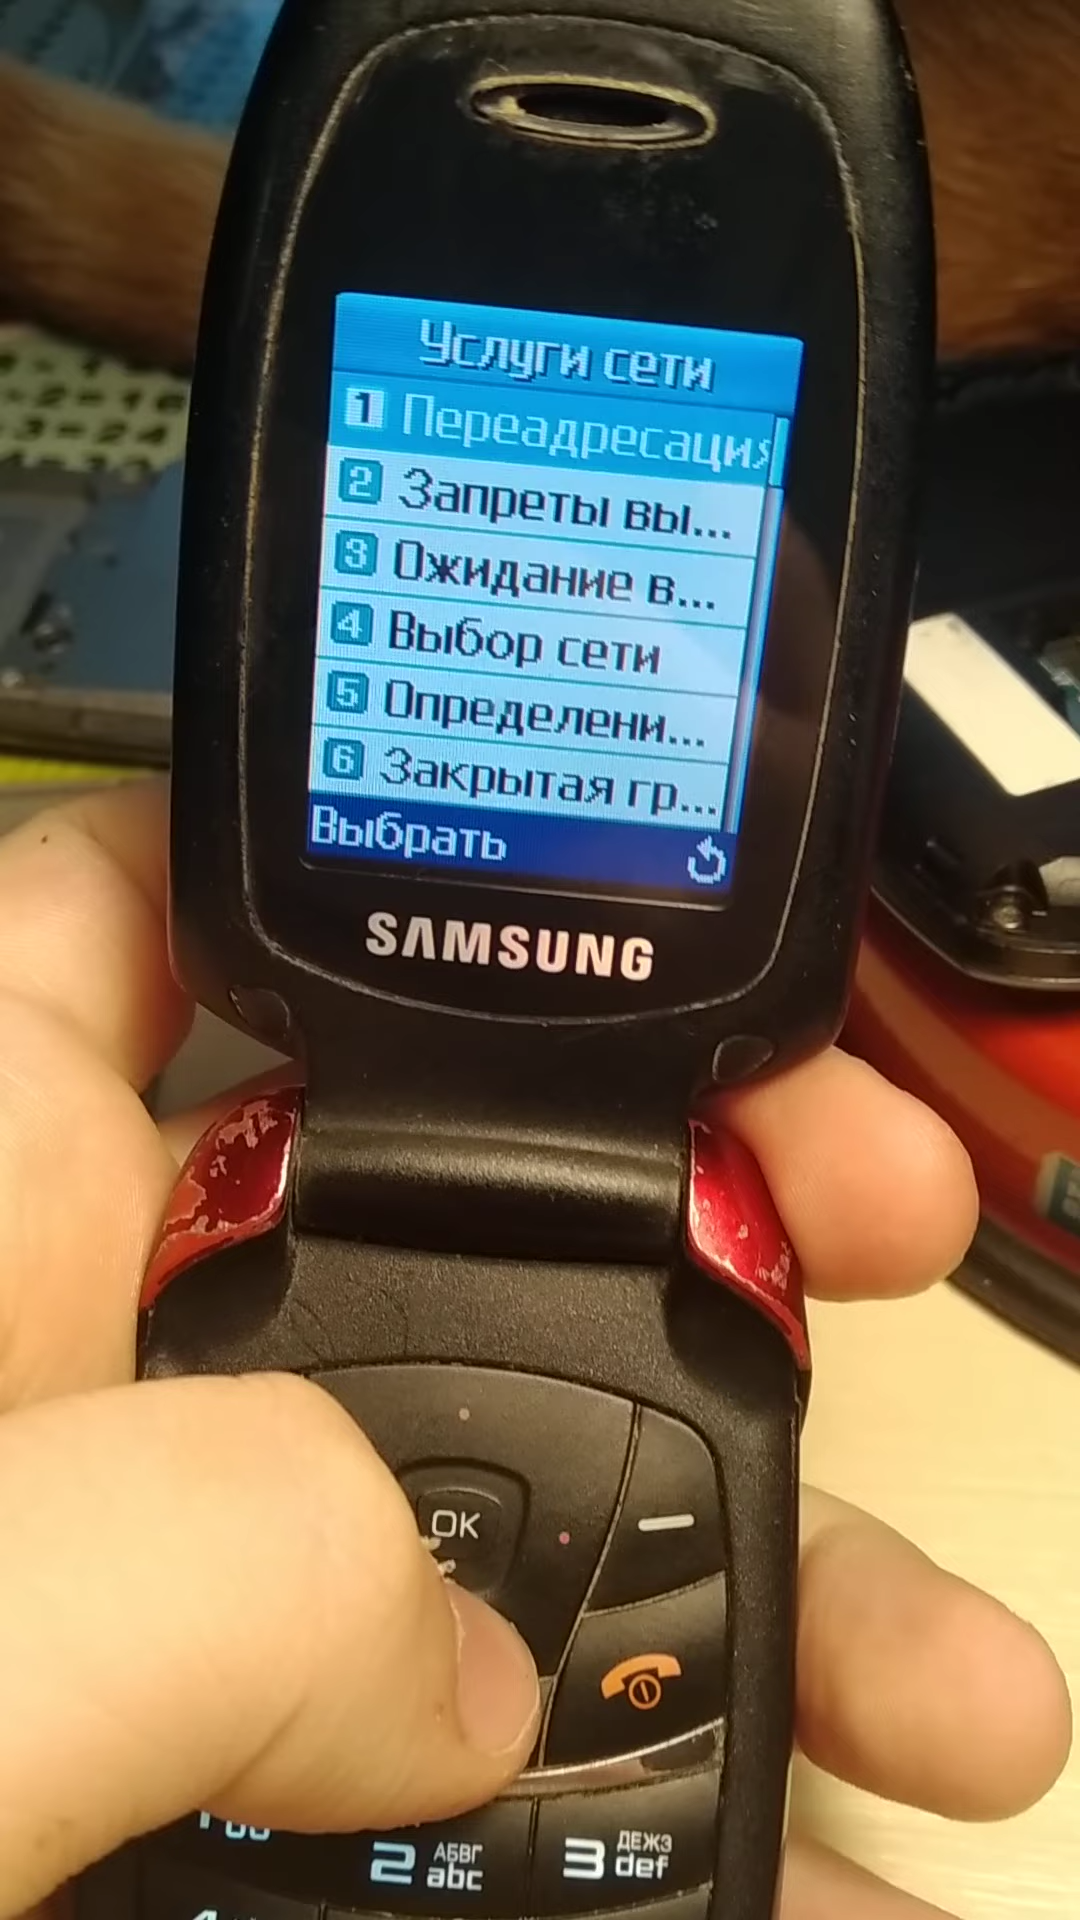 Услуги сети
1 Переадресация
2 Запреты вы...
3 Ожидание в...
4 Выбор сети
5 Определени...
6 Закрытая гр...
Выбрать
SAMSUNG
OK
2 АБВГ abc
3 ДЕЖЗ def